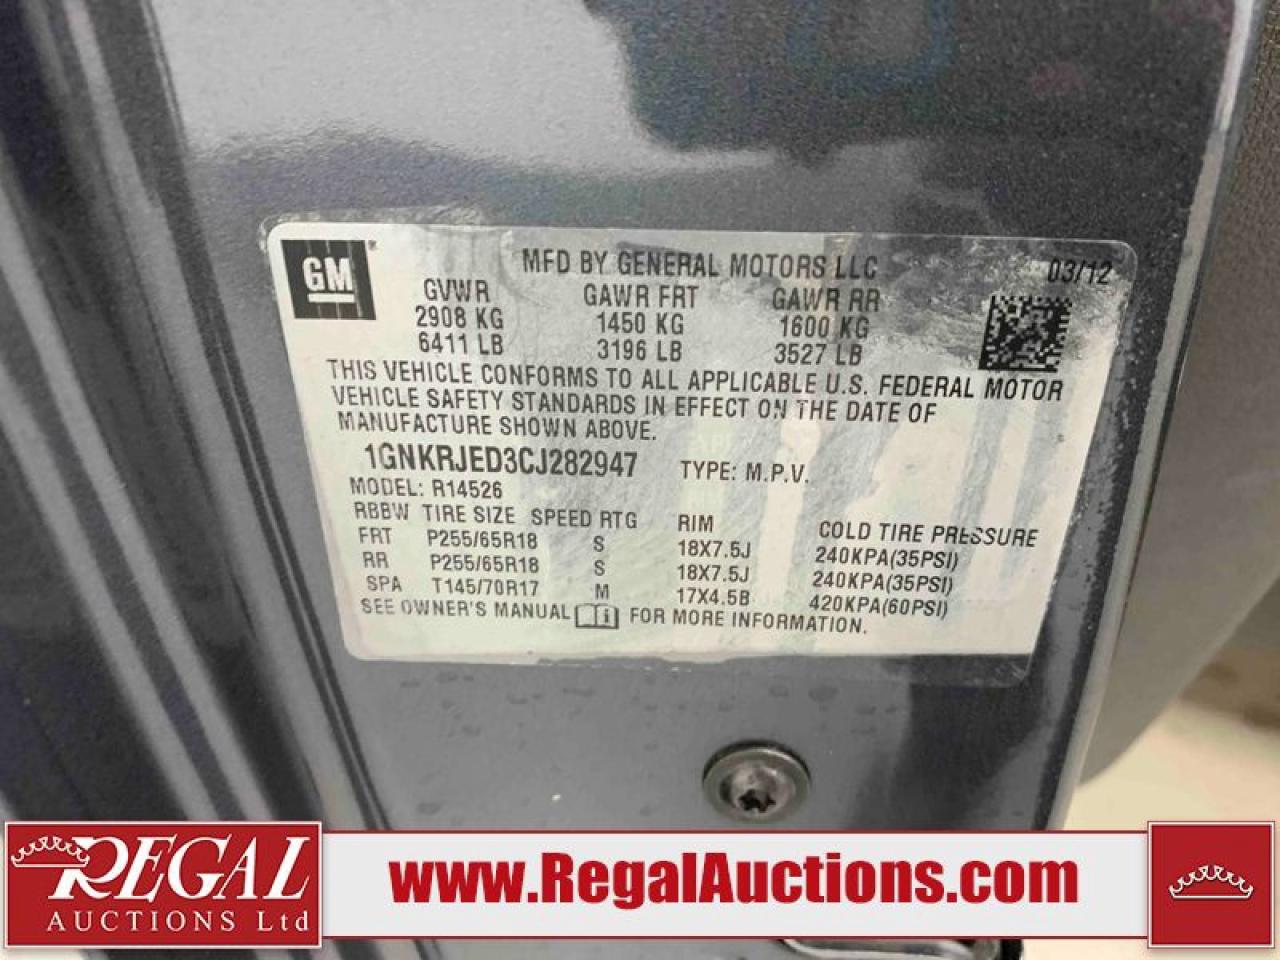 GM®
MFD BY GENERAL MOTORS LLC 03/12
GVWR GAWR FRT GAWR RR
2908 KG 1450 KG 1600 KG
6411 LB 3196 LB 3527 LB
THIS VEHICLE CONFORMS TO ALL APPLICABLE U.S. FEDERAL MOTOR
VEHICLE SAFETY STANDARDS IN EFFECT ON THE DATE OF
MANUFACTURE SHOWN ABOVE.
1GNKRJED3CJ282947 TYPE: M.P.V.
MODEL: R14526
RBBW TIRE SIZE SPEED RTG RIM COLD TIRE PRESSURE
FRT P255/65R18 S 18X7.5J 240KPA(35PSI)
RR P255/65R18 S 18X7.5J 240KPA(35PSI)
SPA T145/70R17 M 17X4.5B 420KPA(60PSI)
SEE OWNER'S MANUAL i FOR MORE INFORMATION.
REGAL
AUCTIONS Ltd
www.RegalAuctions.com